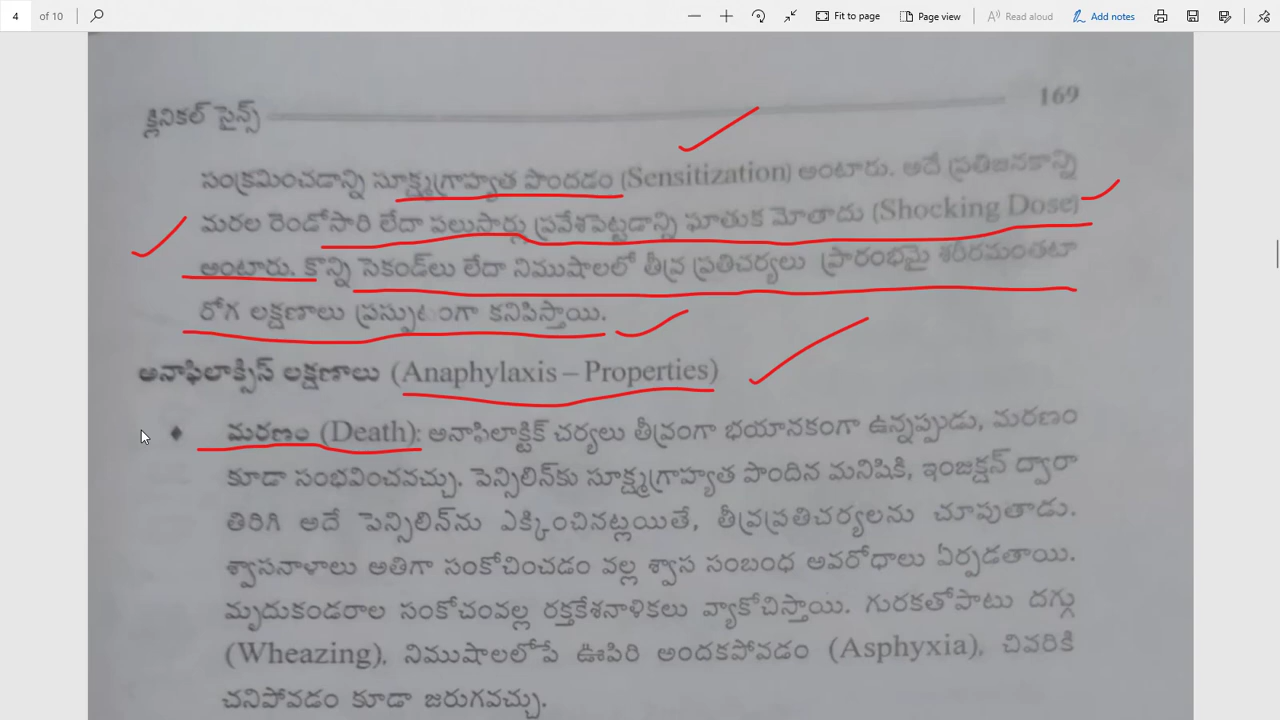 4 of 10 Fit to page Page view Read aloud Add notes
క్లినికల్ సైన్స్ 169
సంక్రమించడాన్ని సూక్ష్మగ్రాహ్యత పొందడం (Sensitization) అంటారు. అదే ప్రతిజనకాన్ని
మరల రెండోసారి లేదా పలుసార్లు ప్రవేశపెట్టడాన్ని ఘాతుక మోతాదు (Shocking Dose)
అంటారు. కొన్ని సెకండ్‌లు లేదా నిముషాలలో తీవ్ర ప్రతిచర్యలు ప్రారంభమై శరీరమంతటా
రోగ లక్షణాలు ప్రస్ఫుటంగా కనిపిస్తాయి.
అనాఫిలాక్సిస్ లక్షణాలు (Anaphylaxis – Properties)
♦ మరణం (Death): అనాఫిలాక్టిక్ చర్యలు తీవ్రంగా భయానకంగా ఉన్నప్పుడు, మరణం
కూడా సంభవించవచ్చు. పెన్సిలిన్‌కు సూక్ష్మగ్రాహ్యత పొందిన మనిషికి, ఇంజక్షన్ ద్వారా
తిరిగి అదే పెన్సిలిన్‌ను ఎక్కించినట్లయితే, తీవ్రప్రతిచర్యలను చూపుతాడు.
శ్వాసనాళాలు అతిగా సంకోచించడం వల్ల శ్వాస సంబంధ అవరోధాలు ఏర్పడతాయి.
మృదుకండరాల సంకోచంవల్ల రక్తకేశనాళికలు వ్యాకోచిస్తాయి. గురకతోపాటు దగ్గు
(Wheazing), నిముషాలలోపే ఊపిరి అందకపోవడం (Asphyxia), చివరికి
చనిపోవడం కూడా జరుగవచ్చు.